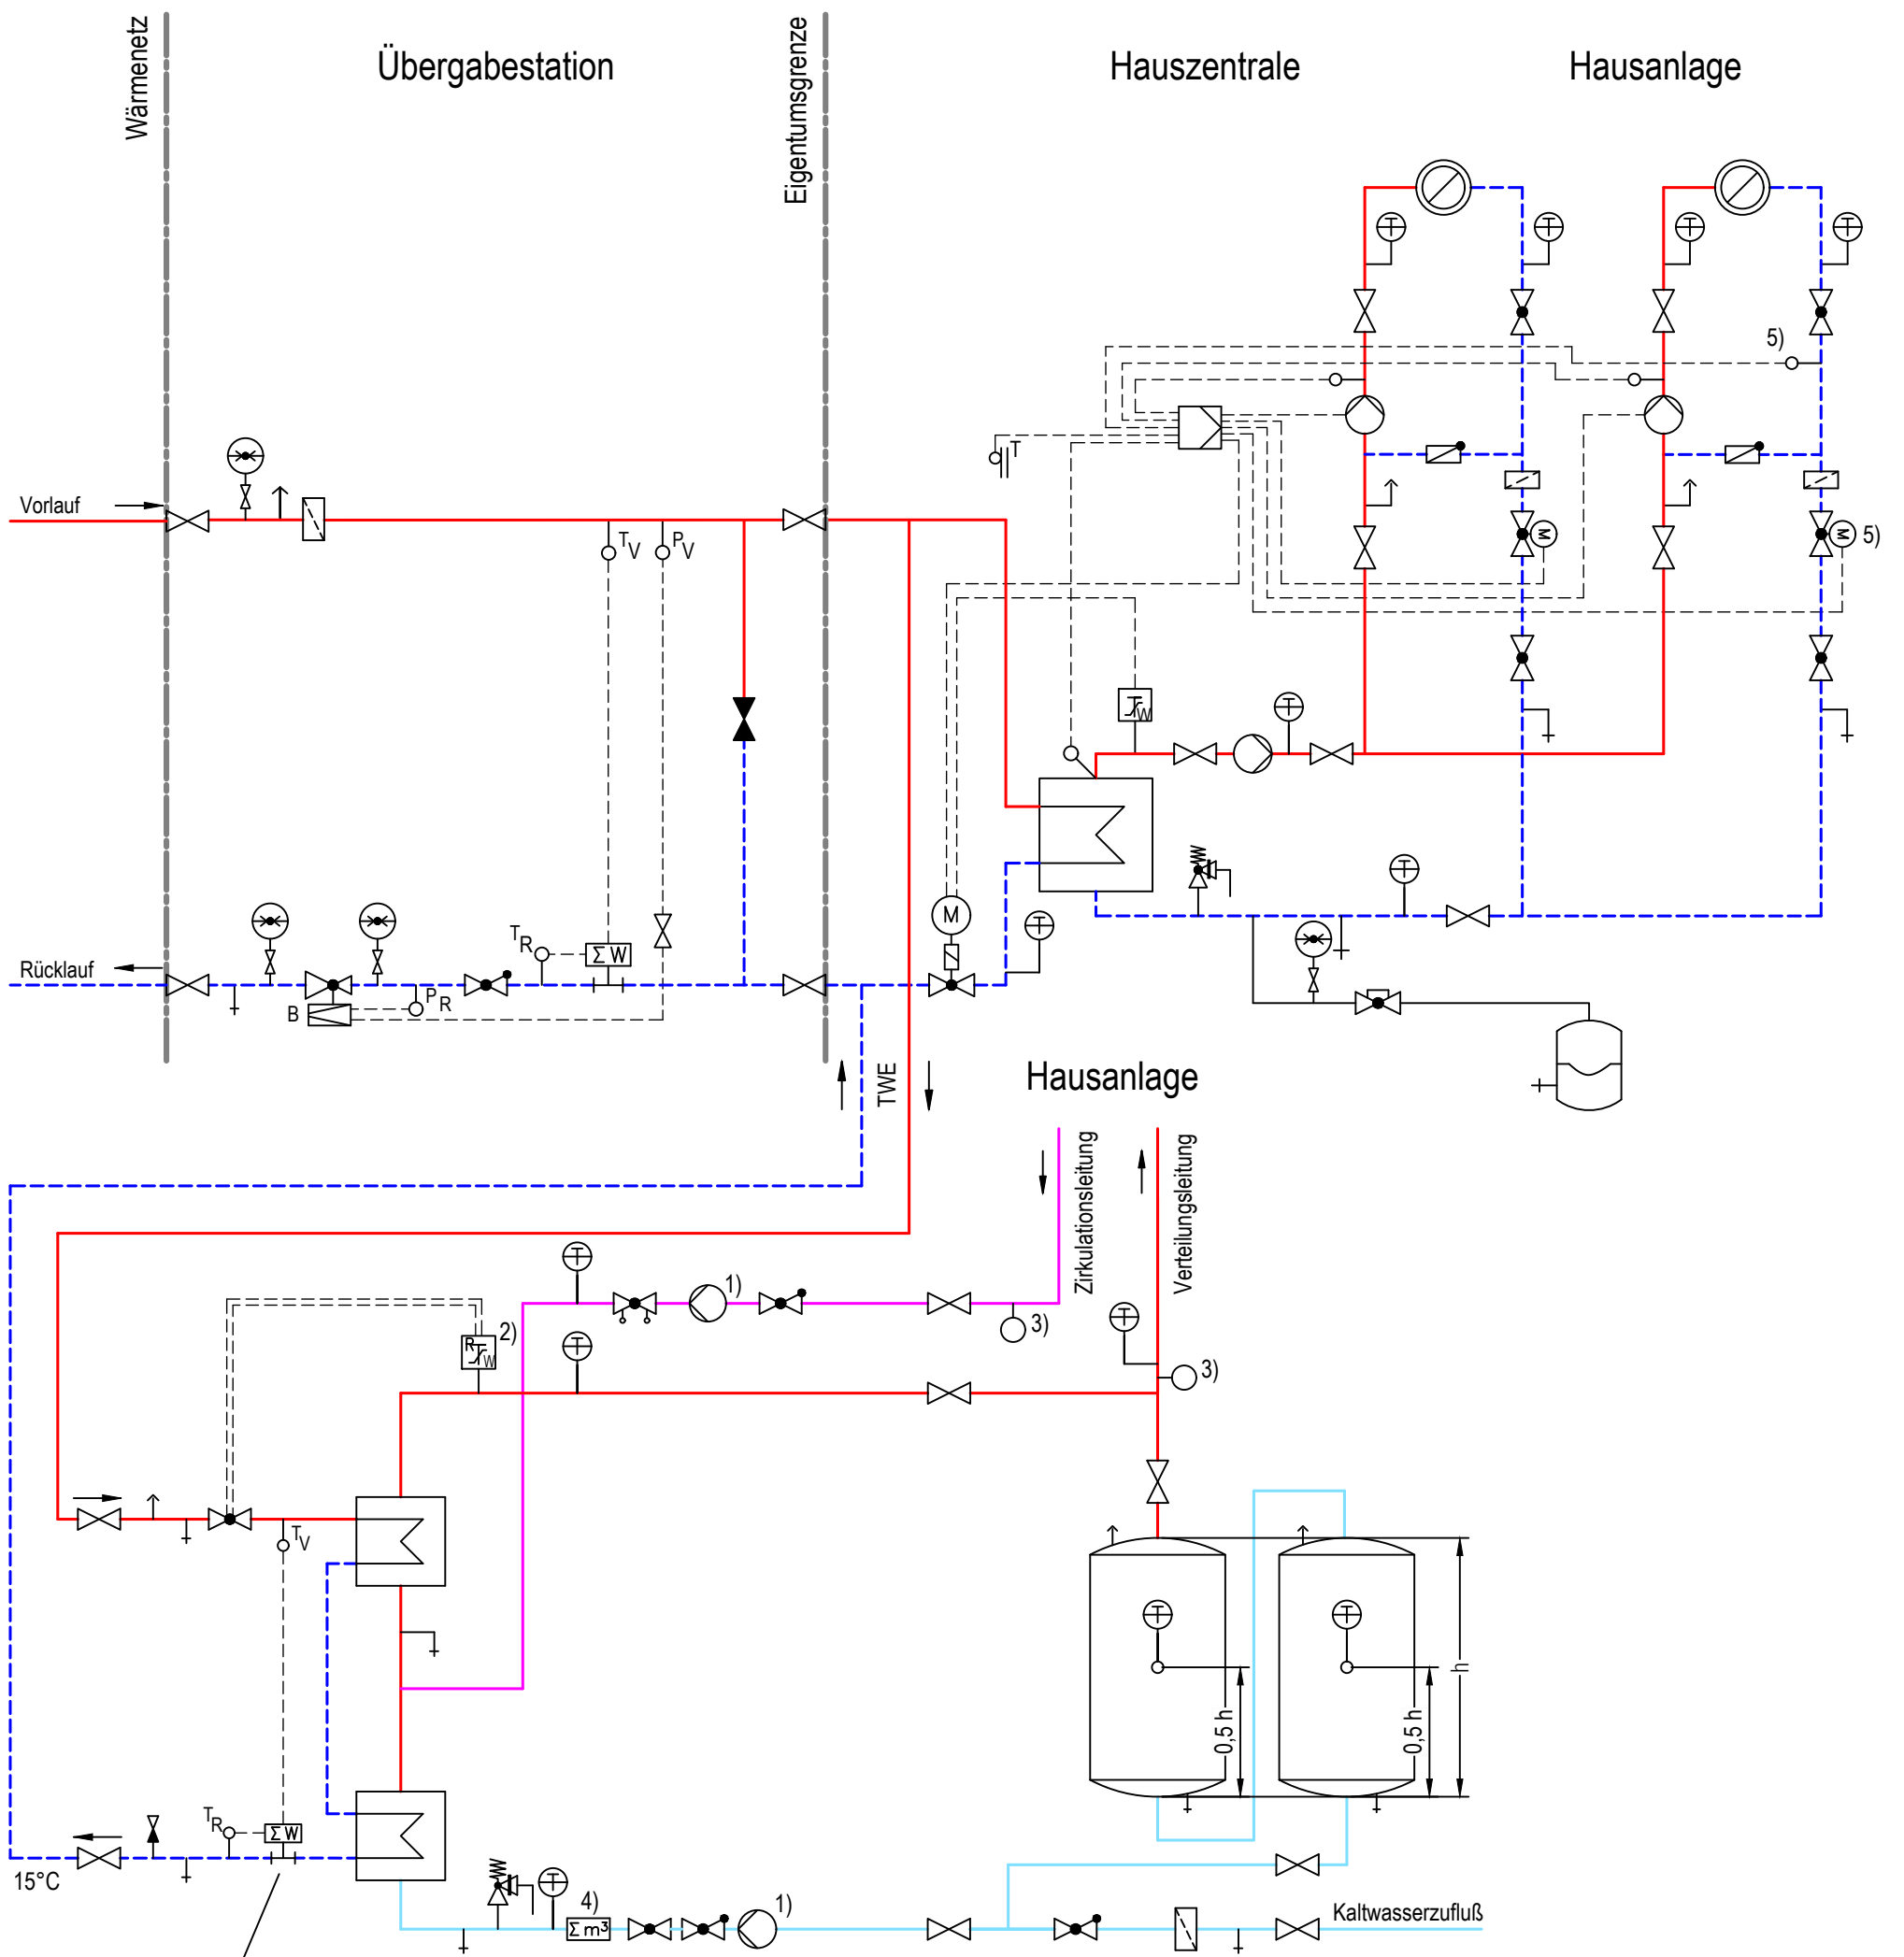 Übergabestation
Hauszentrale
Hausanlage
Wärmenetz
Eigentumsgrenze
5)
T
Vorlauf
TV
PV
M
M
5)
W
M
TR
ΣW
Rücklauf
B
PR
Hausanlage
TWE
Zirkulationsleitung
Verteilungsleitung
1)
2)
R
W
3)
3)
TV
h
0,5 h
0,5 h
TR
ΣW
15°C
4)
Σm³
1)
Kaltwasserzufluß